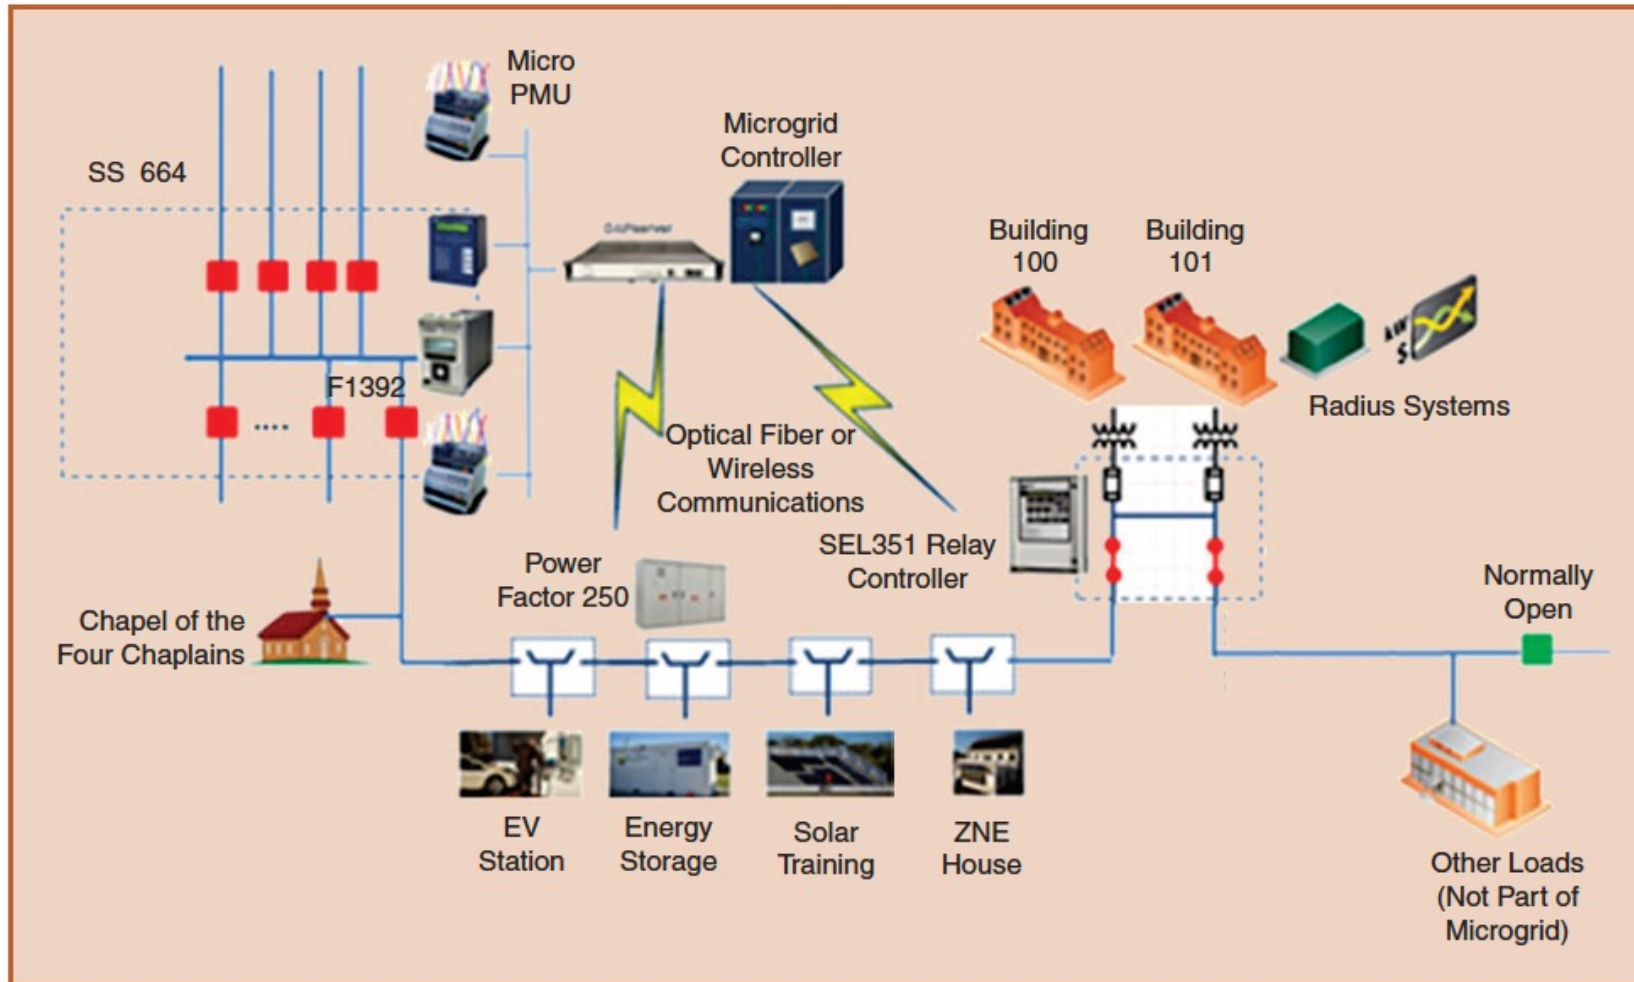 Micro
PMU
SS 664
Microgrid
Controller
DAPserver
Building
100
Building
101
F1392
Radius Systems
Optical Fiber or
Wireless
Communications
SEL351 Relay
Controller
Power
Factor 250
Normally
Open
Chapel of the
Four Chaplains
EV
Station
Energy
Storage
Solar
Training
ZNE
House
Other Loads
(Not Part of
Microgrid)